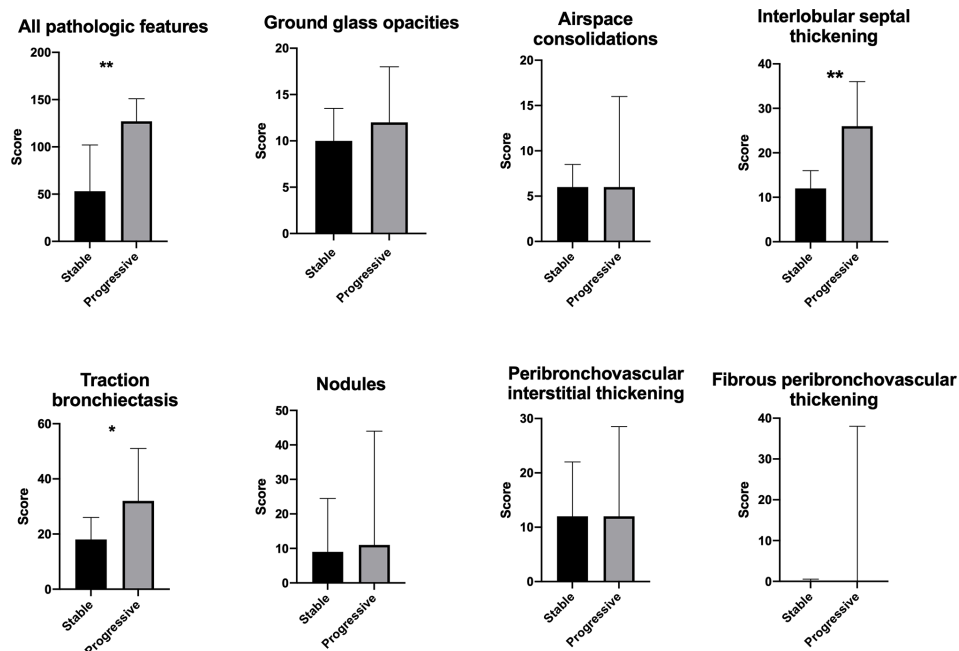 All pathologic features
**
200
150
100
50
0
Score
Stable
Progressive
Ground glass opacities
20
15
10
5
0
Score
Stable
Progressive
Airspace
consolidations
20
15
10
5
0
Score
Stable
Progressive
Interlobular septal
thickening
**
40
30
20
10
0
Score
Stable
Progressive
Traction
bronchiectasis
*
60
40
20
0
Score
Stable
Progressive
Nodules
50
40
30
20
10
0
Score
Stable
Progressive
Peribronchovascular
interstitial thickening
30
20
10
0
Score
Stable
Progressive
Fibrous peribronchovascular
thickening
40
30
20
10
0
Score
Stable
Progressive